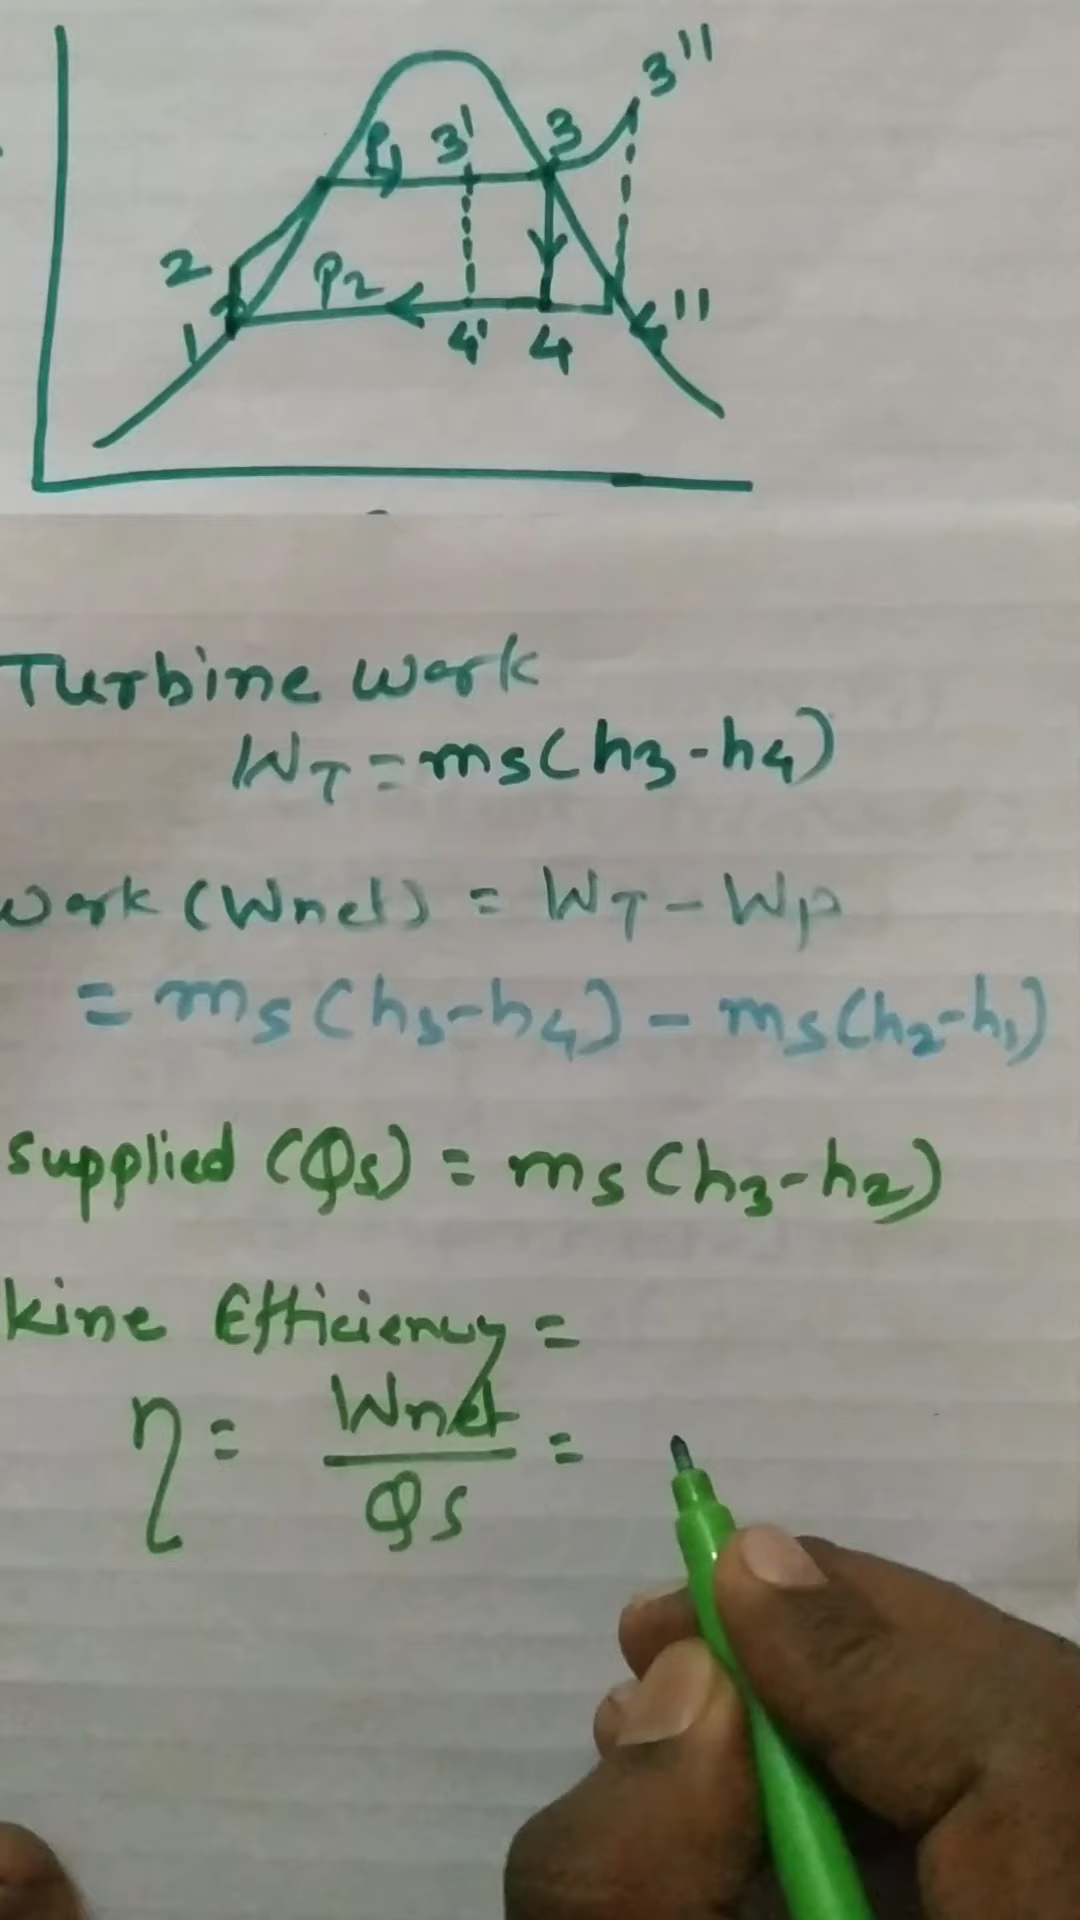 3''
P1 3' 3
2 P2
1 4' 4 4''
Turbine work
WT = ms(h3-h4)
work (Wnet) = WT - Wp
= ms(h3-h4) - ms(h2-h1)
supplied (Qs) = ms(h3-h2)
kine Efficiency =
η = Wnet =
Qs